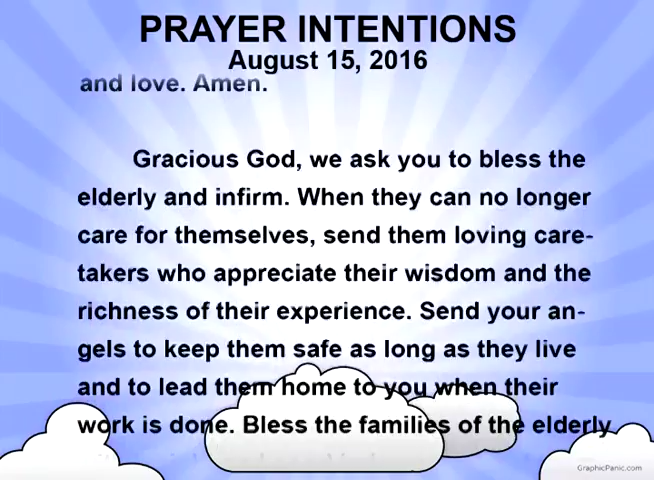 PRAYER INTENTIONS
August 15, 2016
and love. Amen.
Gracious God, we ask you to bless the
elderly and infirm. When they can no longer
care for themselves, send them loving care-
takers who appreciate their wisdom and the
richness of their experience. Send your an-
gels to keep them safe as long as they live
and to lead them home to you when their
work is done. Bless the families of the elderly
GraphicPanic.com